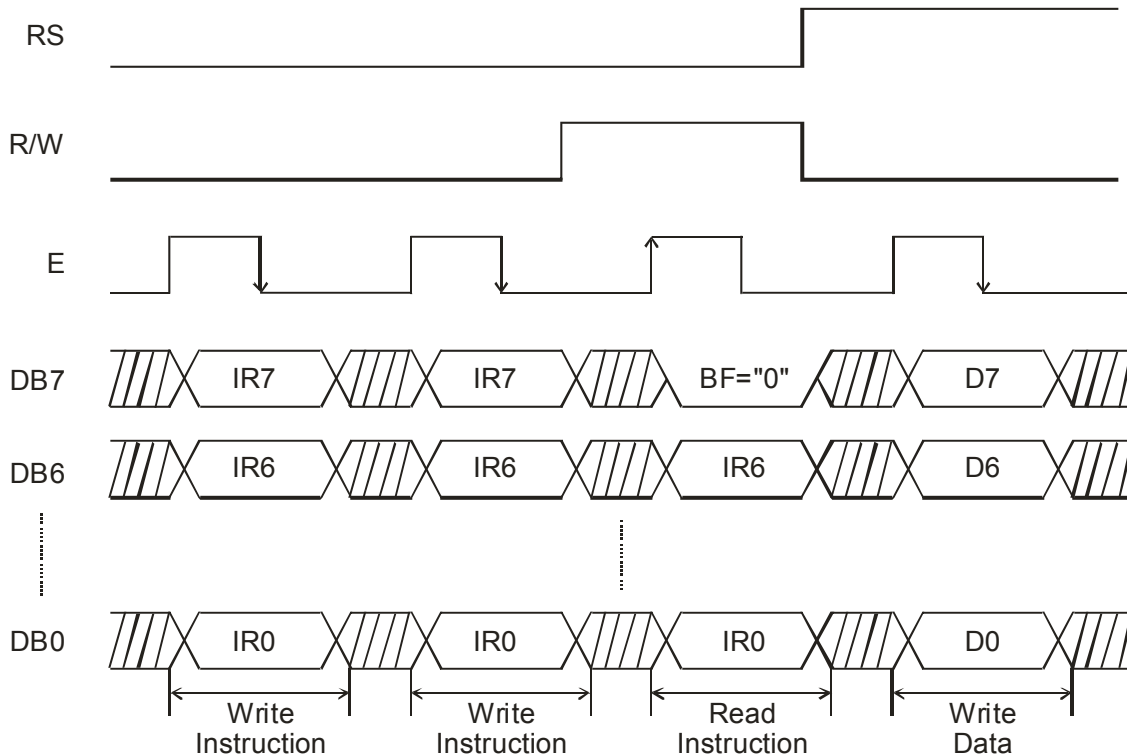 RS
R/W
E
DB7 IR7 IR7 BF="0" D7
DB6 IR6 IR6 IR6 D6
DB0 IR0 IR0 IR0 D0
Write Write Read Write
Instruction Instruction Instruction Data